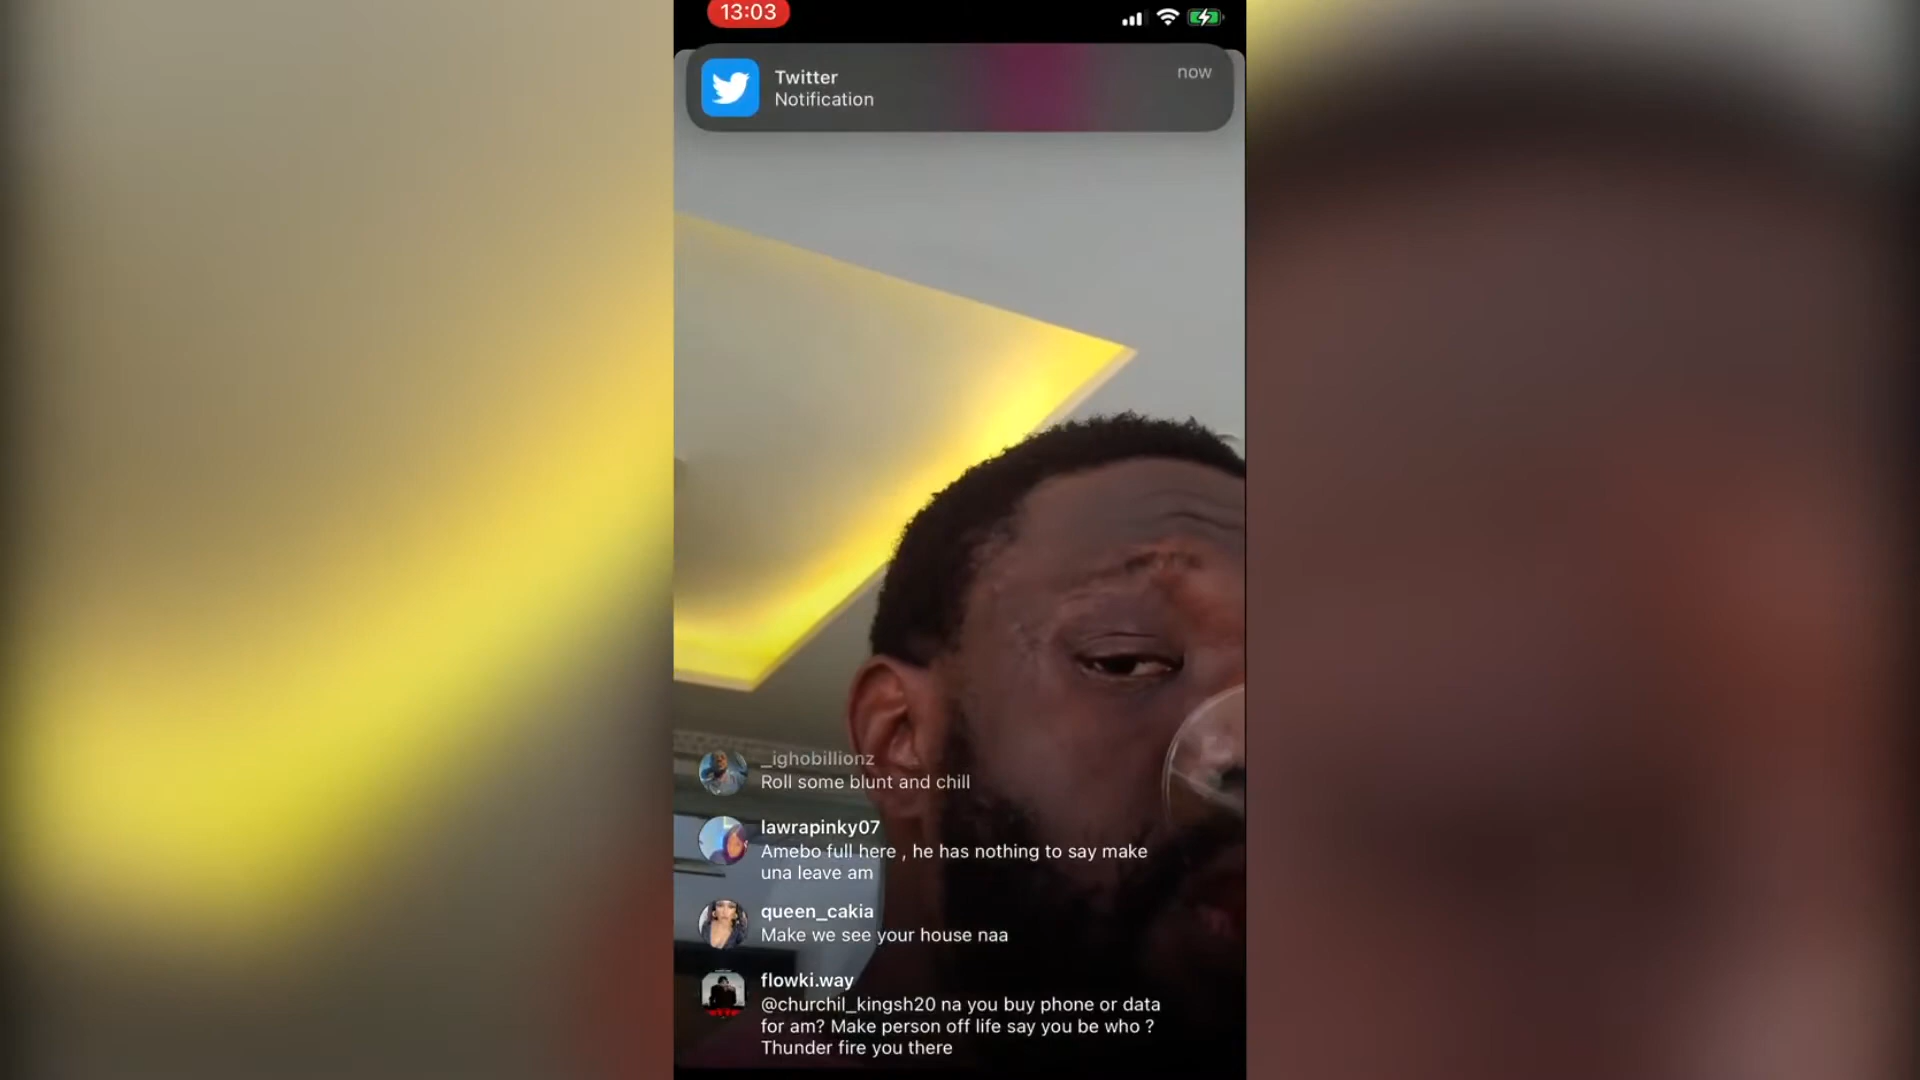 13:03
Twitter
now
Notification
_ighobillionz
Roll some blunt and chill
lawrapinky07
Amebo full here , he has nothing to say make
una leave am
queen_cakia
Make we see your house naa
flowki.way
@churchil_kingsh20 na you buy phone or data
for am? Make person off life say you be who ?
Thunder fire you there